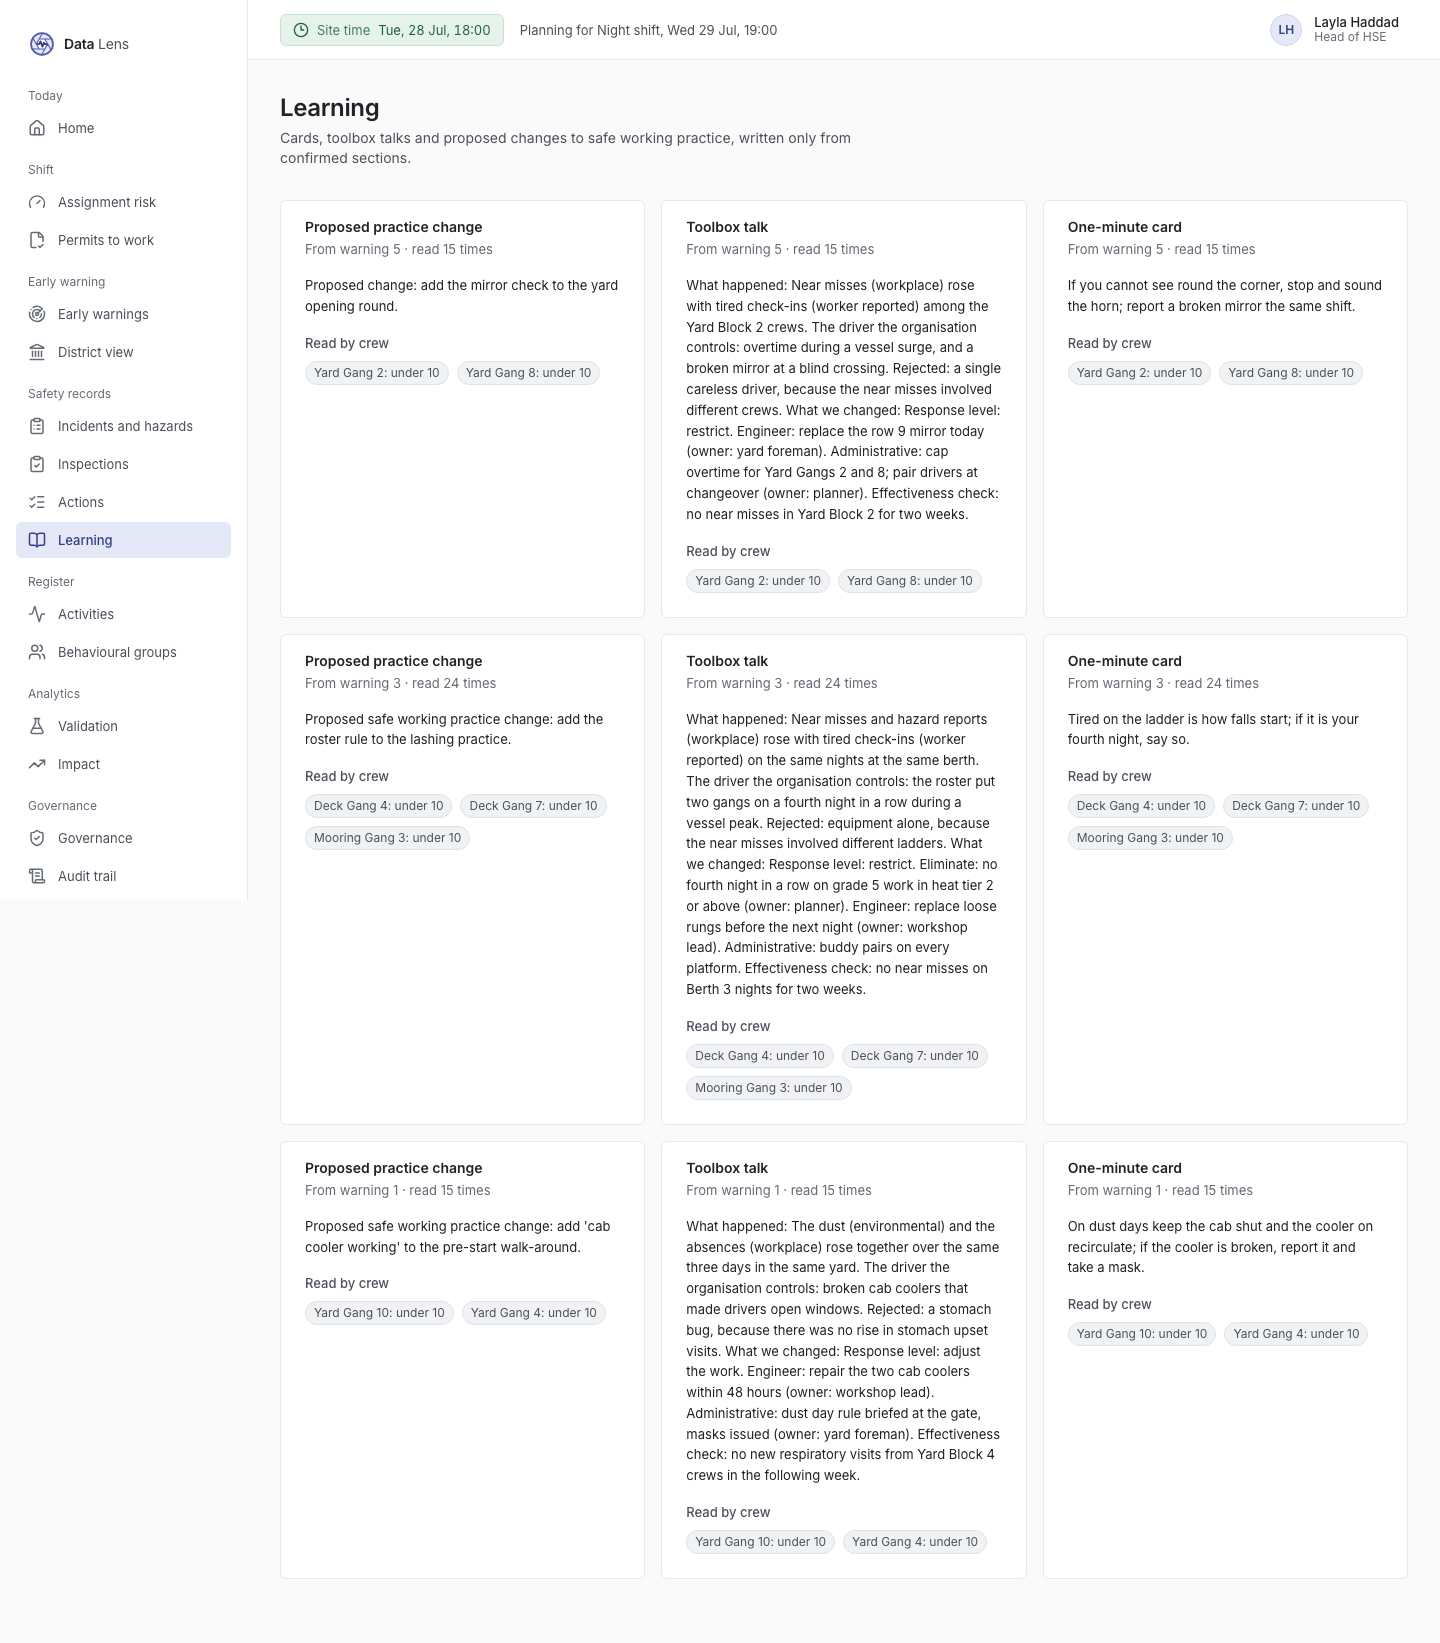 Data Lens
Today
Home
Shift
Assignment risk
Permits to work
Early warning
Early warnings
District view
Safety records
Incidents and hazards
Inspections
Actions
Learning
Register
Activities
Behavioural groups
Analytics
Validation
Impact
Governance
Governance
Audit trail
Site time Tue, 28 Jul, 18:00
Planning for Night shift, Wed 29 Jul, 19:00
LH
Layla Haddad
Head of HSE
Learning
Cards, toolbox talks and proposed changes to safe working practice, written only from
confirmed sections.
Proposed practice change
From warning 5 · read 15 times
Proposed change: add the mirror check to the yard
opening round.
Read by crew
Yard Gang 2: under 10
Yard Gang 8: under 10
Toolbox talk
From warning 5 · read 15 times
What happened: Near misses (workplace) rose
with tired check-ins (worker reported) among the
Yard Block 2 crews. The driver the organisation
controls: overtime during a vessel surge, and a
broken mirror at a blind crossing. Rejected: a single
careless driver, because the near misses involved
different crews. What we changed: Response level:
restrict. Engineer: replace the row 9 mirror today
(owner: yard foreman). Administrative: cap
overtime for Yard Gangs 2 and 8; pair drivers at
changeover (owner: planner). Effectiveness check:
no near misses in Yard Block 2 for two weeks.
Read by crew
Yard Gang 2: under 10
Yard Gang 8: under 10
One-minute card
From warning 5 · read 15 times
If you cannot see round the corner, stop and sound
the horn; report a broken mirror the same shift.
Read by crew
Yard Gang 2: under 10
Yard Gang 8: under 10
Proposed practice change
From warning 3 · read 24 times
Proposed safe working practice change: add the
roster rule to the lashing practice.
Read by crew
Deck Gang 4: under 10
Deck Gang 7: under 10
Mooring Gang 3: under 10
Toolbox talk
From warning 3 · read 24 times
What happened: Near misses and hazard reports
(workplace) rose with tired check-ins (worker
reported) on the same nights at the same berth.
The driver the organisation controls: the roster put
two gangs on a fourth night in a row during a
vessel peak. Rejected: equipment alone, because
the near misses involved different ladders. What
we changed: Response level: restrict. Eliminate: no
fourth night in a row on grade 5 work in heat tier 2
or above (owner: planner). Engineer: replace loose
rungs before the next night (owner: workshop
lead). Administrative: buddy pairs on every
platform. Effectiveness check: no near misses on
Berth 3 nights for two weeks.
Read by crew
Deck Gang 4: under 10
Deck Gang 7: under 10
Mooring Gang 3: under 10
One-minute card
From warning 3 · read 24 times
Tired on the ladder is how falls start; if it is your
fourth night, say so.
Read by crew
Deck Gang 4: under 10
Deck Gang 7: under 10
Mooring Gang 3: under 10
Proposed practice change
From warning 1 · read 15 times
Proposed safe working practice change: add 'cab
cooler working' to the pre-start walk-around.
Read by crew
Yard Gang 10: under 10
Yard Gang 4: under 10
Toolbox talk
From warning 1 · read 15 times
What happened: The dust (environmental) and the
absences (workplace) rose together over the same
three days in the same yard. The driver the
organisation controls: broken cab coolers that
made drivers open windows. Rejected: a stomach
bug, because there was no rise in stomach upset
visits. What we changed: Response level: adjust
the work. Engineer: repair the two cab coolers
within 48 hours (owner: workshop lead).
Administrative: dust day rule briefed at the gate,
masks issued (owner: yard foreman). Effectiveness
check: no new respiratory visits from Yard Block 4
crews in the following week.
Read by crew
Yard Gang 10: under 10
Yard Gang 4: under 10
One-minute card
From warning 1 · read 15 times
On dust days keep the cab shut and the cooler on
recirculate; if the cooler is broken, report it and
take a mask.
Read by crew
Yard Gang 10: under 10
Yard Gang 4: under 10